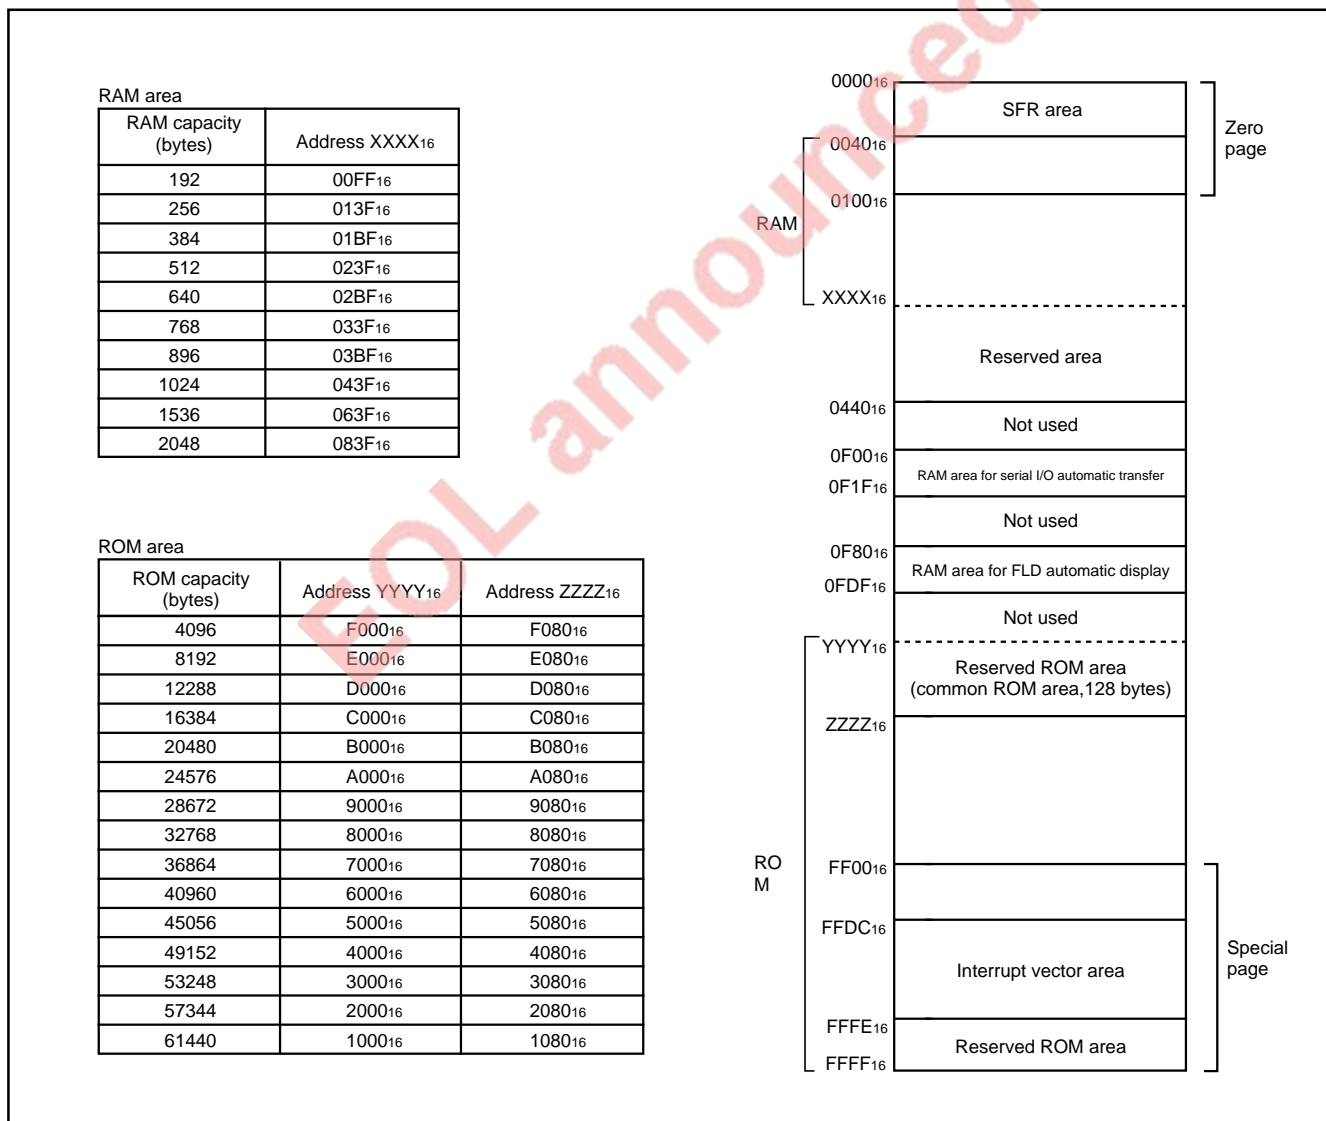 RAM area
RAM capacity (bytes) Address XXXX16
192 00FF16
256 013F16
384 01BF16
512 023F16
640 02BF16
768 033F16
896 03BF16
1024 043F16
1536 063F16
2048 083F16
ROM area
ROM capacity (bytes) Address YYYY16 Address ZZZZ16
4096 F00016 F08016
8192 E00016 E08016
12288 D00016 D08016
16384 C00016 C08016
20480 B00016 B08016
24576 A00016 A08016
28672 900016 908016
32768 800016 808016
36864 700016 708016
40960 600016 608016
45056 500016 508016
49152 400016 408016
53248 300016 308016
57344 200016 208016
61440 100016 108016
000016
SFR area
Zero
page
004016
RAM
010016
XXXX16
Reserved area
044016
Not used
0F0016
RAM area for serial I/O automatic transfer
0F1F16
Not used
0F8016
RAM area for FLD automatic display
0FDF16
Not used
YYYY16
Reserved ROM area
(common ROM area,128 bytes)
ZZZZ16
RO
M
FF0016
FFDC16
Interrupt vector area
Special
page
FFFE16
Reserved ROM area
FFFF16
EOL announced